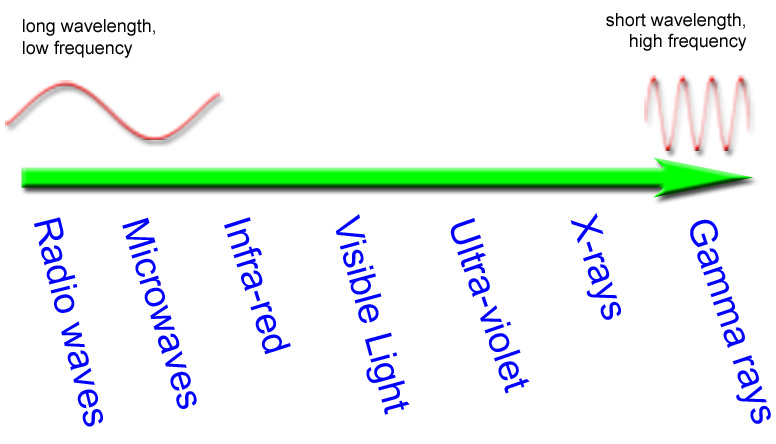 long wavelength,
low frequency
short wavelength,
high frequency
Radio waves
Microwaves
Infra-red
Visible Light
Ultra-violet
X-rays
Gamma rays